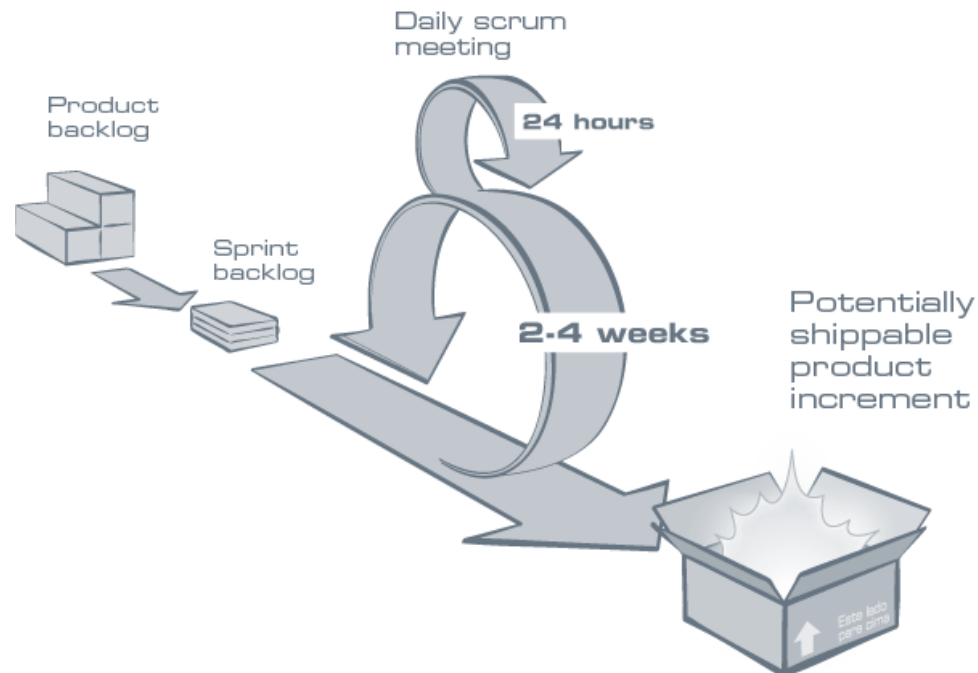 Daily scrum
meeting
24 hours
Product
backlog
Sprint
backlog
2-4 weeks
Potentially
shippable
product
increment
Este lado
para cima